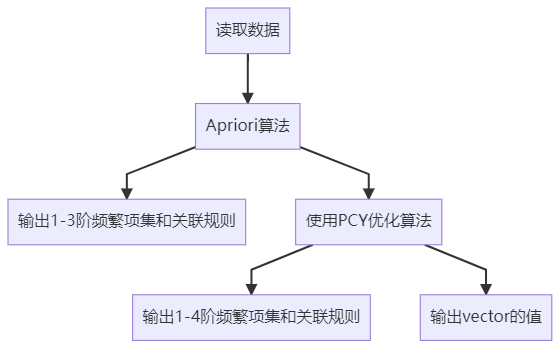 读取数据
Apriori算法
输出1-3阶频繁项集和关联规则
使用PCY优化算法
输出1-4阶频繁项集和关联规则
输出vector的值